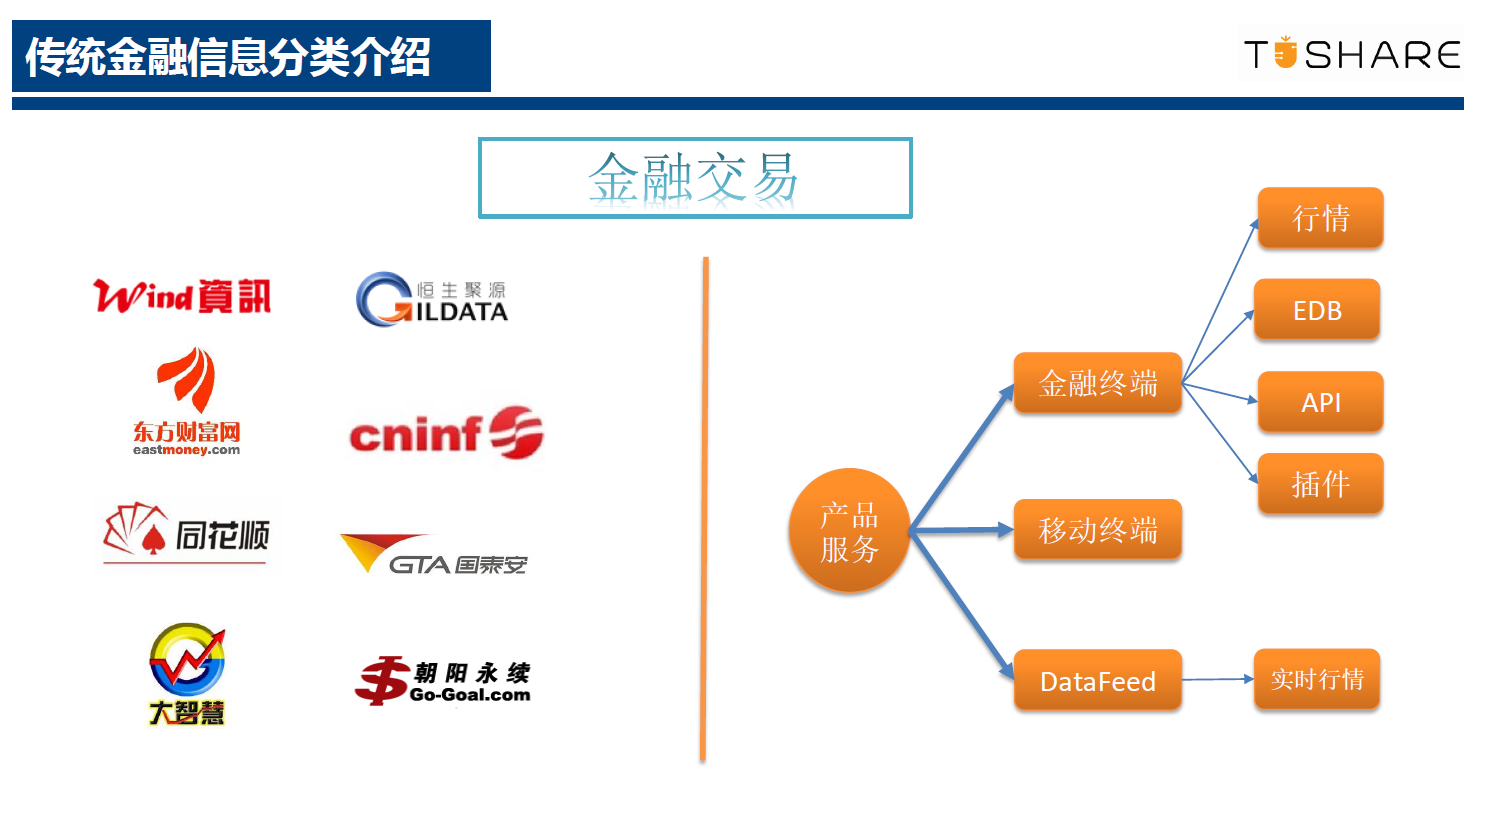 传统金融信息分类介绍
TUSHARE
金融交易
Wind資訊
恒生聚源
GILDATA
东方财富网
eastmoney.com
cninf
同花顺
GTA国泰安
大智慧
朝阳永续
Go-Goal.com
产品
服务
金融终端
移动终端
DataFeed
行情
EDB
API
插件
实时行情